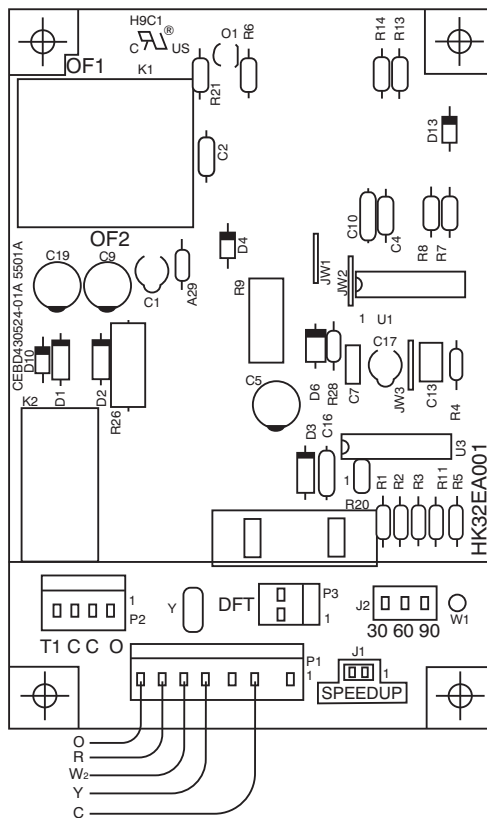 H9C1
C US ®
O1
R6
R14
R13
OF1
K1
R21
D13
C2
OF2
D4
C10
C4
R8
R7
CEBD430524-01A 5501A
C19
C9
C1
A29
R9
JW1
JW2
1 U1
D10
D1
D2
R26
C5
D6
R28
C7
C17
JW3
C13
R4
K2
D3
C16
U3
1
R20
R1
R2
R3
R11
R5
HK32EA001
1
P2
T1 C C O
Y
DFT
P3
1
J2
30 60 90
W1
P1
1
J1
1
SPEEDUP
O
R
W2
Y
C